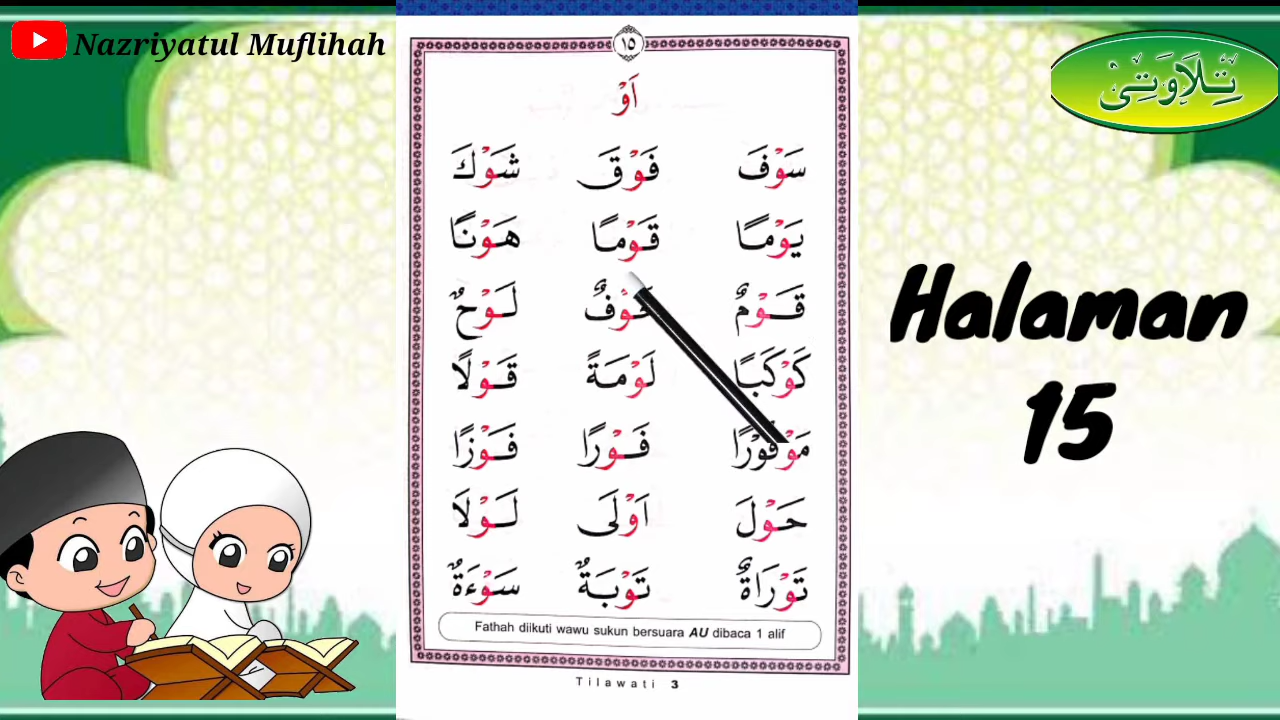 Nazriyatul Muflihah
١٥
تِلَاوَتِىْ
اَوْ
سَوْفَ فَوْقَ شَوْكَ
يَوْمًا قَوْمًا هَوْنًا
قَوْمٌ خَوْفٌ لَوْحٌ
كَوْكَبًا لَوْمَةً قَوْلًا
مَوْفُوْرًا فَوْرًا فَوْزًا
حَوْلَ اَوْلَى لَوْلَا
تَوْرَاةٌ تَوْبَةٌ سَوْءَةٌ
Fathah diikuti wawu sukun bersuara AU dibaca 1 alif
Tilawati 3
Halaman
15